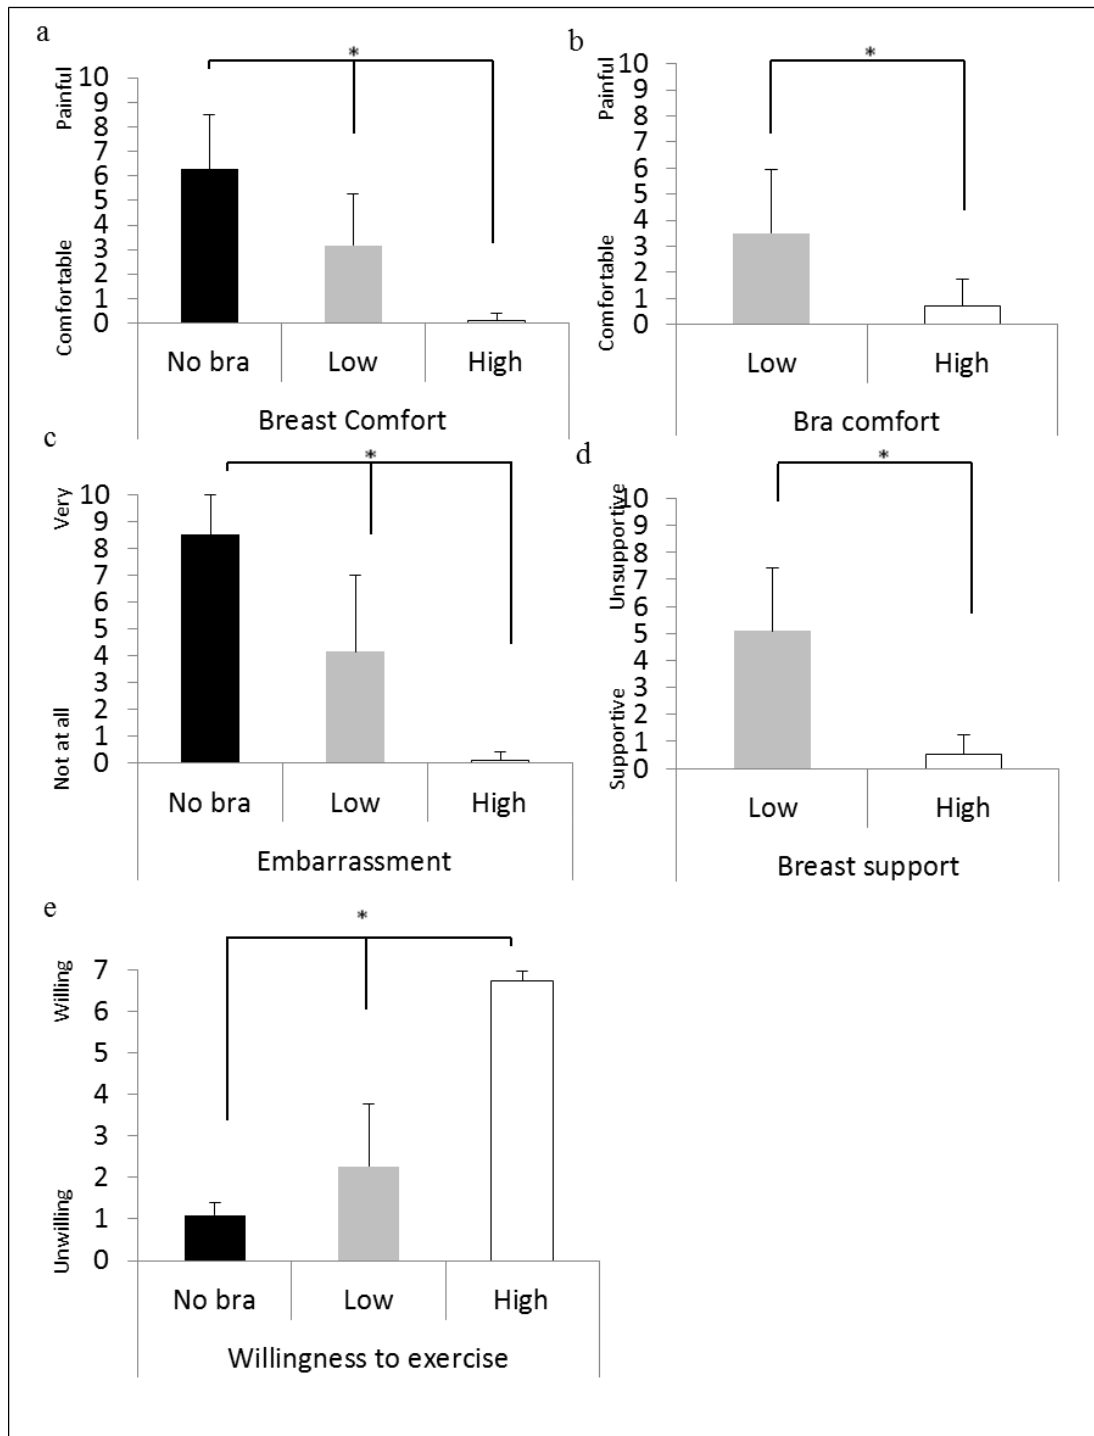 a
*
Painful
Comfortable
10
9
8
7
6
5
4
3
2
1
0
No bra Low High
Breast Comfort
b
*
Painful
Comfortable
10
9
8
7
6
5
4
3
2
1
0
Low High
Bra comfort
c
*
Very
Not at all
10
9
8
7
6
5
4
3
2
1
0
No bra Low High
Embarrassment
d
*
Unsupportive
Supportive
10
9
8
7
6
5
4
3
2
1
0
Low High
Breast support
e
*
Willing
Unwilling
7
6
5
4
3
2
1
0
No bra Low High
Willingness to exercise